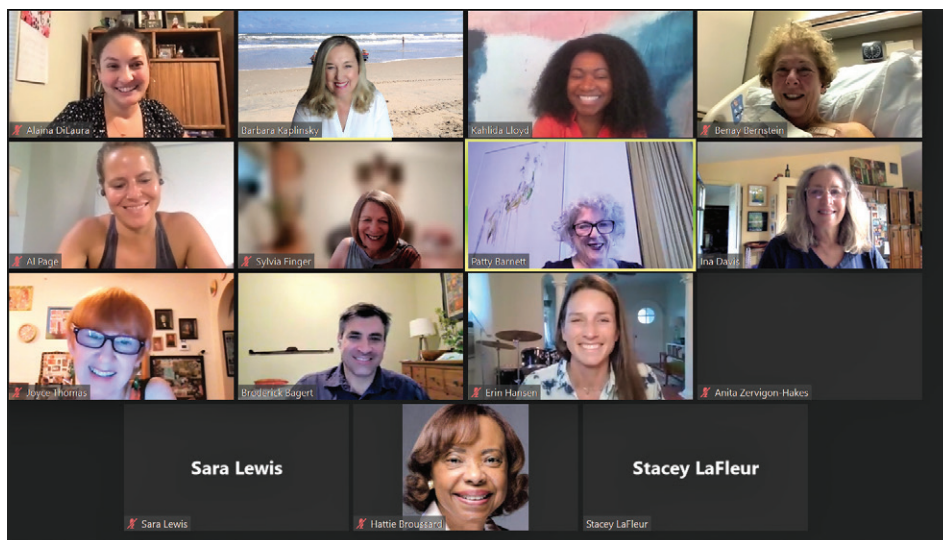 Alaina DiLaura
Barbara Kaplinsky
Kahlida Lloyd
Benay Bernstein
Al Page
Sylvia Finger
Patty Barnett
Ina Davis
Joyce Thomas
Broderick Bagert
Erin Hansen
Anita Zervigon-Hakes
Sara Lewis
Stacey LaFleur
Sara Lewis
Hattie Broussard
Stacey LaFleur